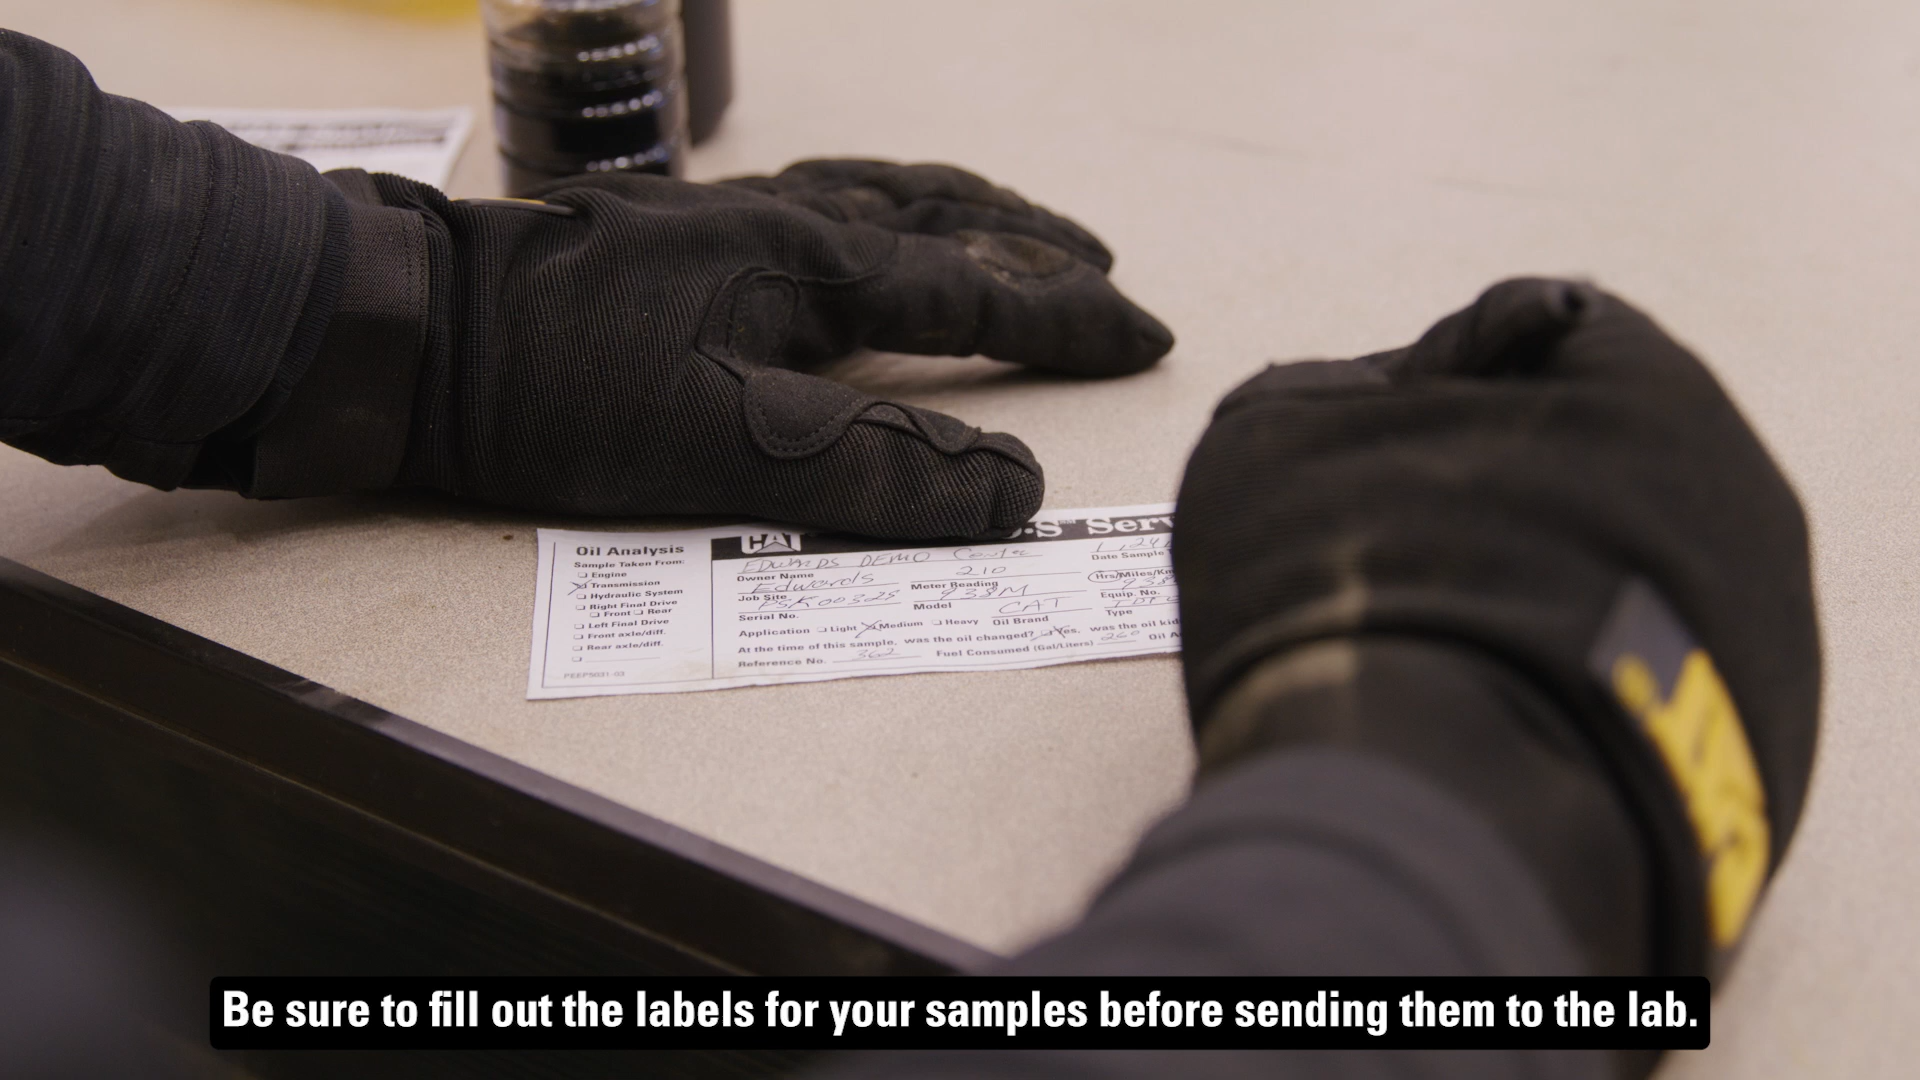 Oil Analysis
Sample Taken From:
Engine
Transmission
Hydraulic System
Right Final Drive
Front Rear
Left Final Drive
Front axle/diff.
Rear axle/diff.
PEEP5031-03
CAT S·O·S℠ Serv
EDWARDS DEMO Center
Owner Name
Date Sample
Edwards 210
Job Site Meter Reading Hrs/Miles/Km
PSK00325 938M
Serial No. Model Equip. No.
CAT
Application Light Medium Heavy Oil Brand Type
At the time of this sample, was the oil changed? Yes, was the oil
Reference No. 362 Fuel Consumed (Gal/Liters) 260 Oil A
Be sure to fill out the labels for your samples before sending them to the lab.